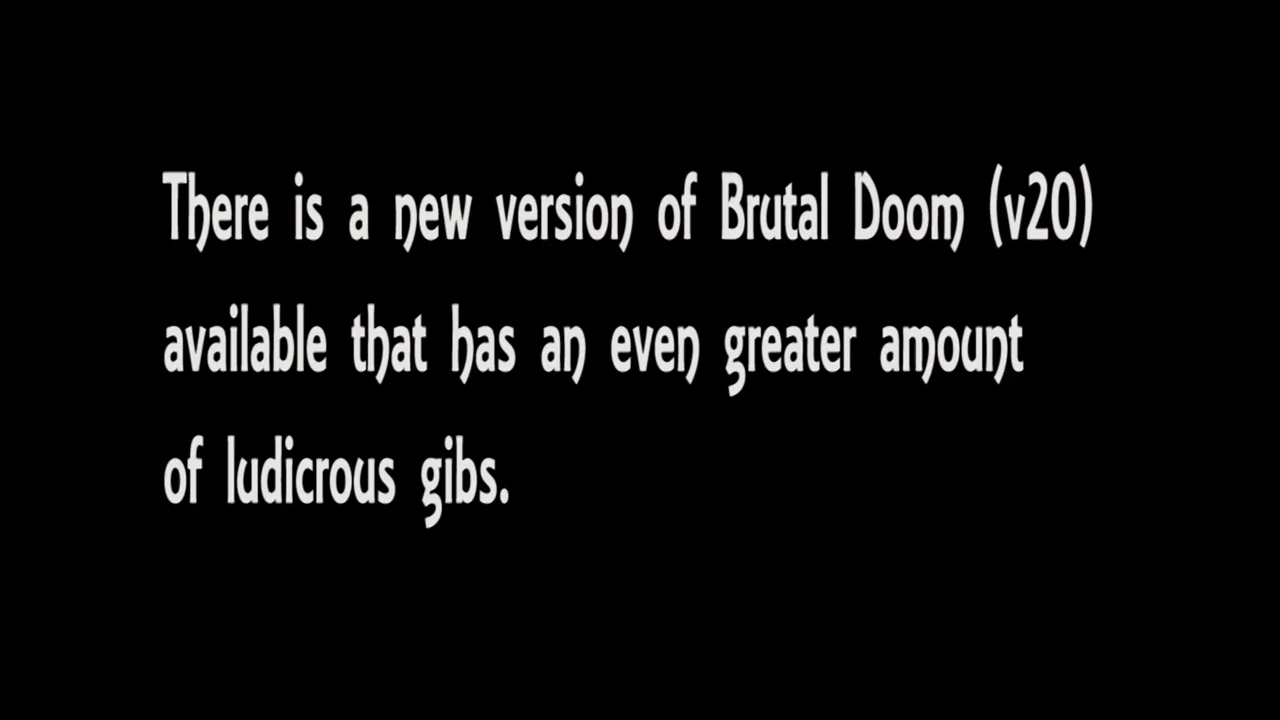 There is a new version of Brutal Doom (v20)
available that has an even greater amount
of ludicrous gibs.